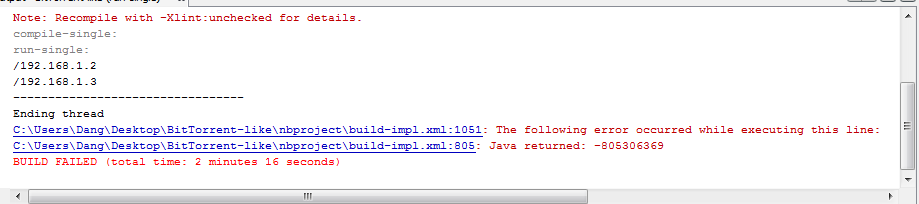 Note: Recompile with -Xlint:unchecked for details.
compile-single:
run-single:
/192.168.1.2
/192.168.1.3
---------------------------------
Ending thread
C:\Users\Dang\Desktop\BitTorrent-like\nbproject\build-impl.xml:1051: The following error occurred while executing this line:
C:\Users\Dang\Desktop\BitTorrent-like\nbproject\build-impl.xml:805: Java returned: -805306369
BUILD FAILED (total time: 2 minutes 16 seconds)